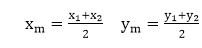 xₘ = (x₁+x₂)/2 yₘ = (y₁+y₂)/2